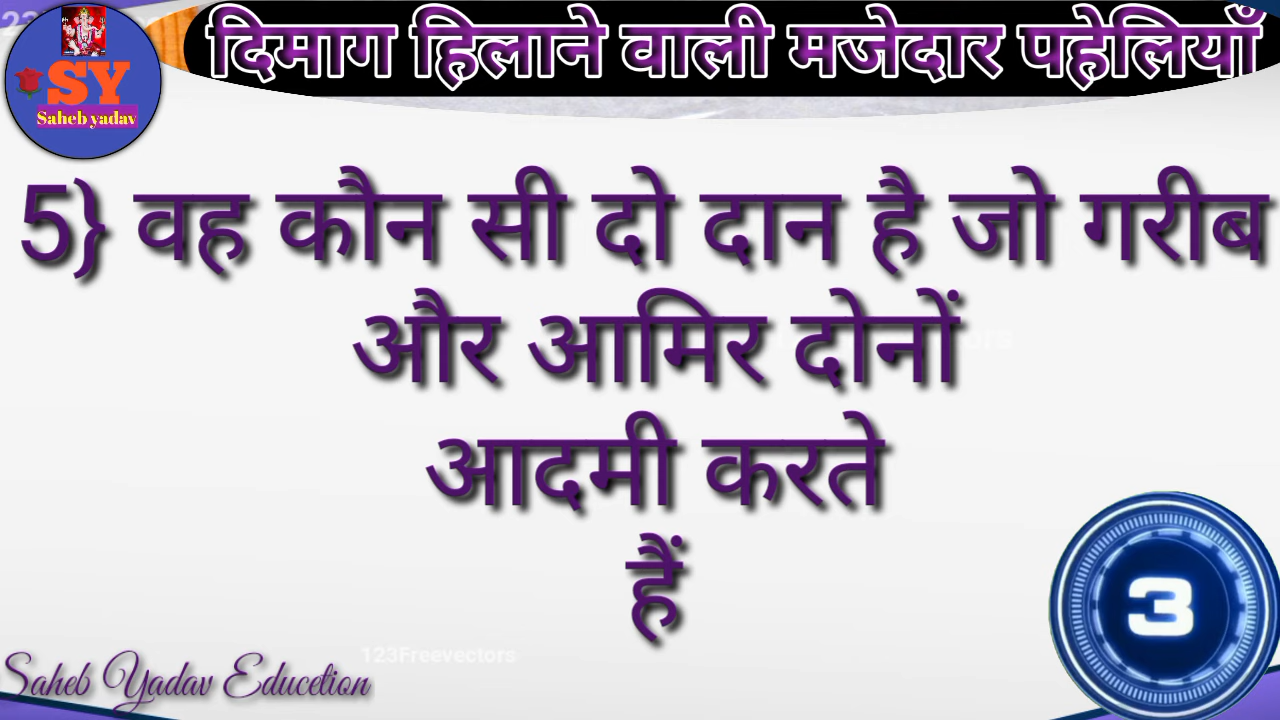 दिमाग हिलाने वाली मजेदार पहेलियाँ
SY
Saheb yadav
5} वह कौन सी दो दान है जो गरीब
और आमिर दोनों
आदमी करते
हैं
3
123Freevectors
Saheb Yadav Educetion